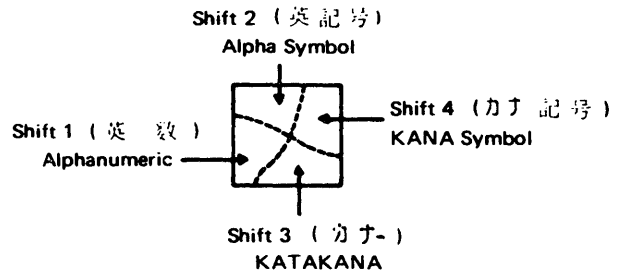 Shift 2 ( 英 記号 )
Alpha Symbol
Shift 4 ( カナ 記号 )
KANA Symbol
Shift 1 ( 英 数 )
Alphanumeric
Shift 3 ( カナ )
KATAKANA